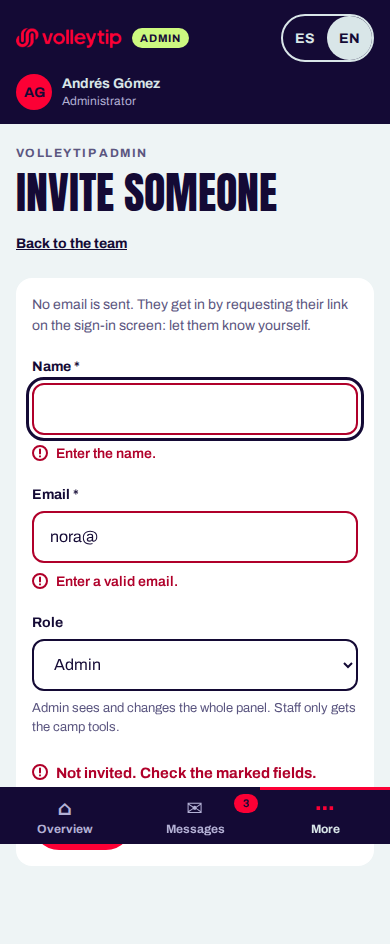 volleytip
ADMIN
ES
EN
AG
Andrés Gómez
Administrator
VOLLEYTIP ADMIN
INVITE SOMEONE
Back to the team
No email is sent. They get in by requesting their link
on the sign-in screen: let them know yourself.
Name *
Enter the name.
Email *
nora@
Enter a valid email.
Role
Admin
Admin sees and changes the whole panel. Staff only gets
the camp tools.
Not invited. Check the marked fields.
3
Overview
Messages
More